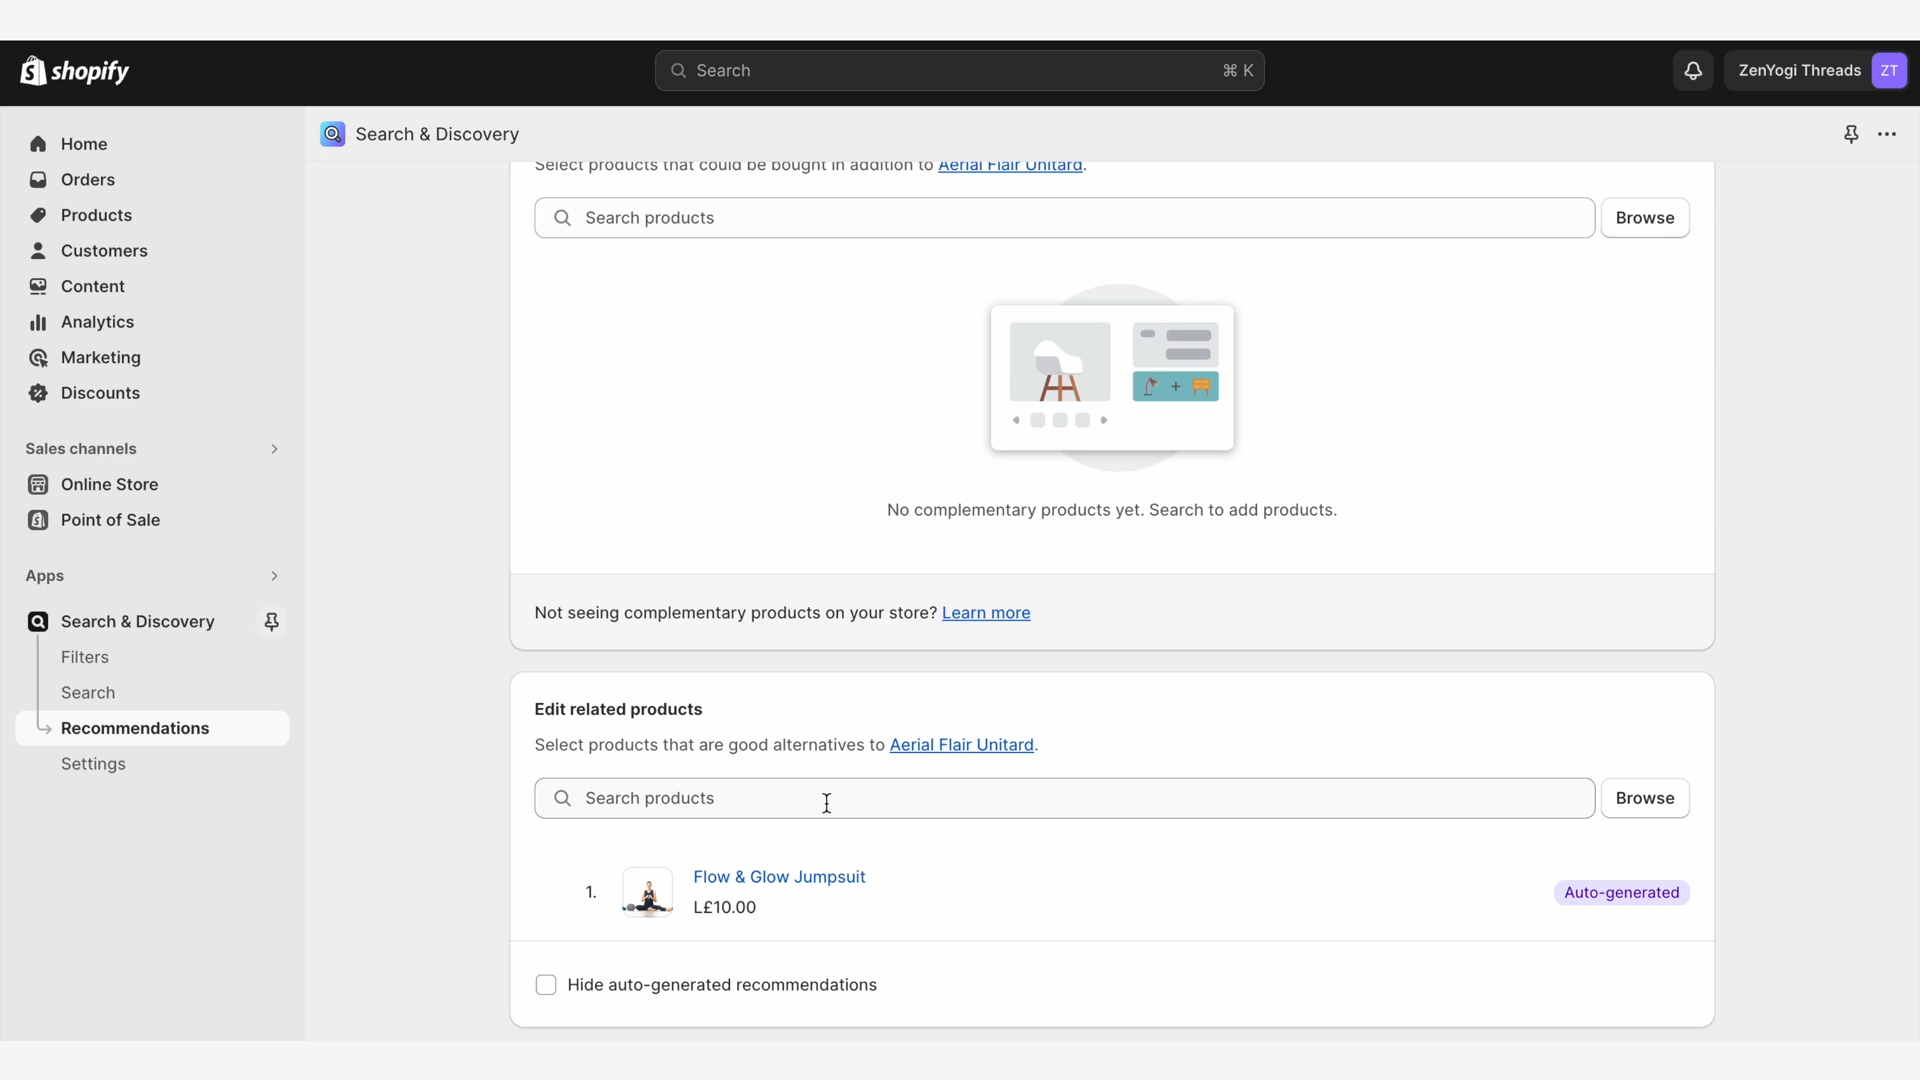 shopify
Search
⌘ K
ZenYogi Threads
ZT
Home
Orders
Products
Customers
Content
Analytics
Marketing
Discounts
Sales channels
Online Store
Point of Sale
Apps
Search & Discovery
Filters
Search
Recommendations
Settings
Search & Discovery
Select products that could be bought in addition to Aerial Flair Unitard.
Search products
Browse
No complementary products yet. Search to add products.
Not seeing complementary products on your store? Learn more
Edit related products
Select products that are good alternatives to Aerial Flair Unitard.
Search products
Browse
1.
Flow & Glow Jumpsuit
L£10.00
Auto-generated
Hide auto-generated recommendations